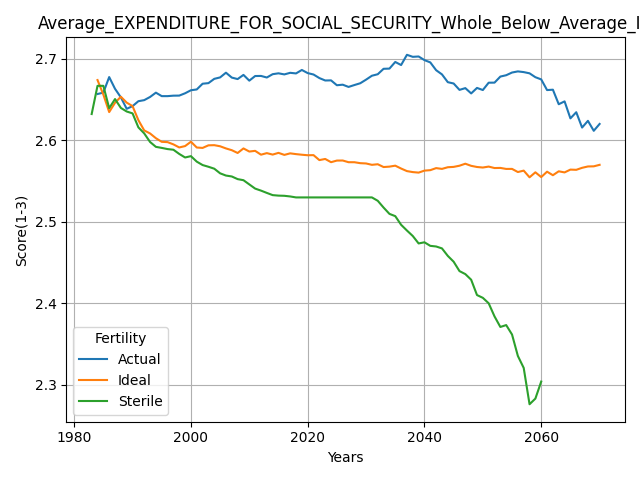 Average_EXPENDITURE_FOR_SOCIAL_SECURITY_Whole_Below_Average_I
2.7
2.6
2.5
2.4
2.3
Score(1-3)
Fertility
Actual
Ideal
Sterile
1980 2000 2020 2040 2060
Years